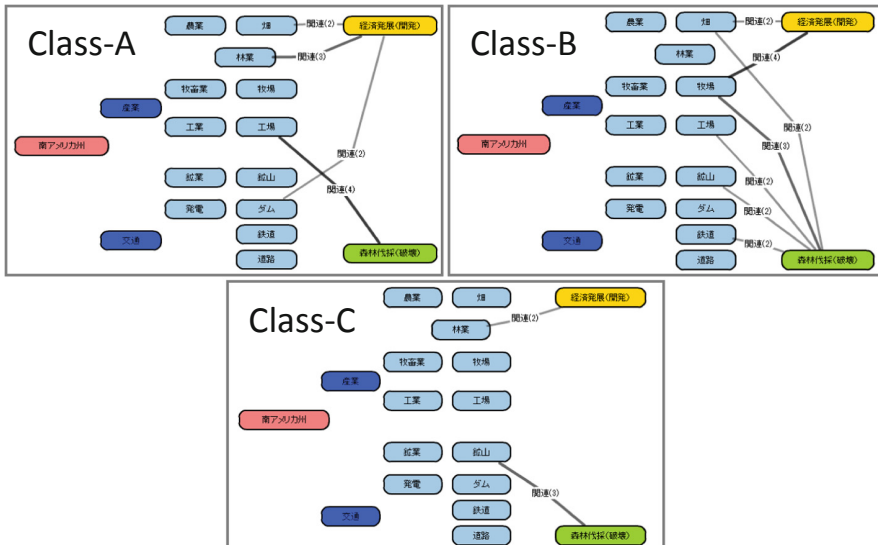 Class-A
農業
畑
関連(2)
経済発展(開発)
林業
関連(3)
牧畜業
牧場
産業
工業
工場
南アメリカ州
関連(2)
鉱業
鉱山
関連(4)
発電
ダム
交通
鉄道
森林伐採(破壊)
道路
Class-B
農業
畑
関連(2)
経済発展(開発)
林業
関連(4)
牧畜業
牧場
産業
工業
工場
関連(2)
南アメリカ州
関連(3)
鉱業
鉱山
関連(2)
発電
ダム
関連(2)
交通
鉄道
関連(2)
道路
森林伐採(破壊)
Class-C
農業
畑
経済発展(開発)
林業
関連(2)
牧畜業
牧場
産業
工業
工場
南アメリカ州
鉱業
鉱山
発電
ダム
関連(3)
交通
鉄道
道路
森林伐採(破壊)